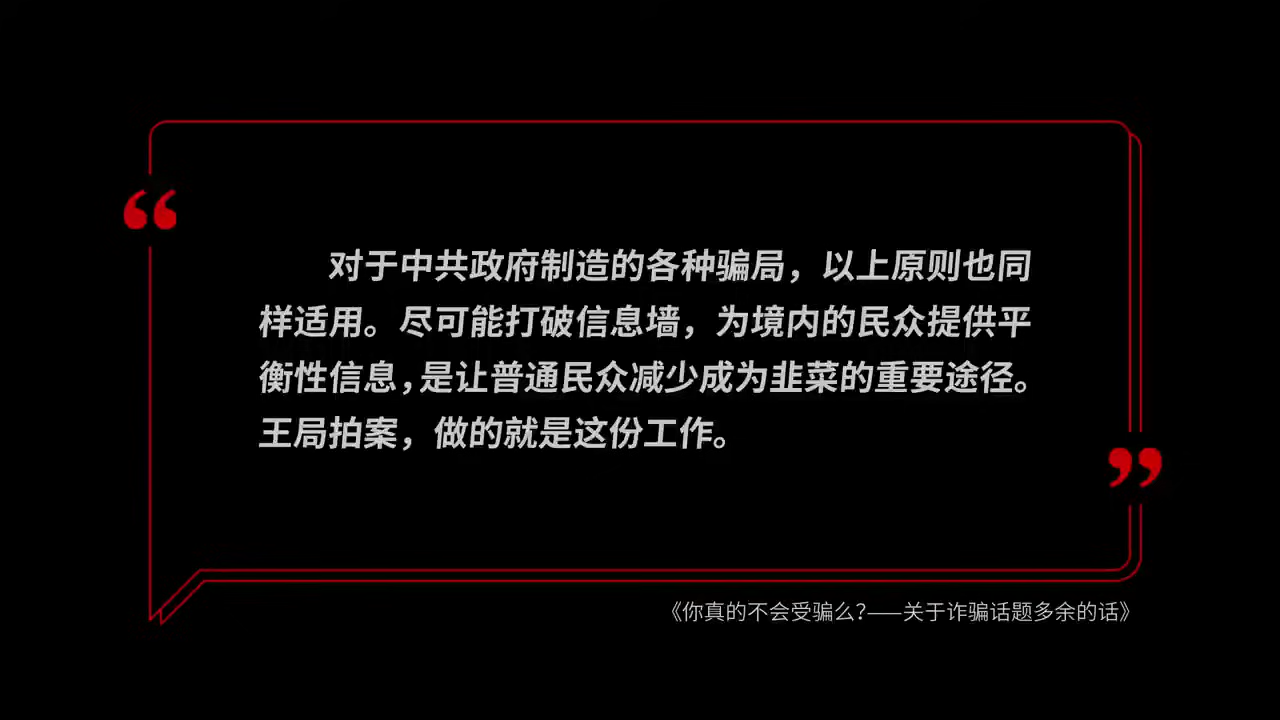 “
对于中共政府制造的各种骗局，以上原则也同
样适用。尽可能打破信息墙，为境内的民众提供平
衡性信息，是让普通民众减少成为韭菜的重要途径。
王局拍案，做的就是这份工作。
”
《你真的不会受骗么？——关于诈骗话题多余的话》